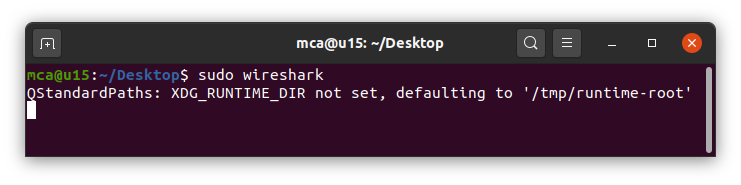 mca@u15: ~/Desktop
mca@u15:~/Desktop$ sudo wireshark
QStandardPaths: XDG_RUNTIME_DIR not set, defaulting to '/tmp/runtime-root'